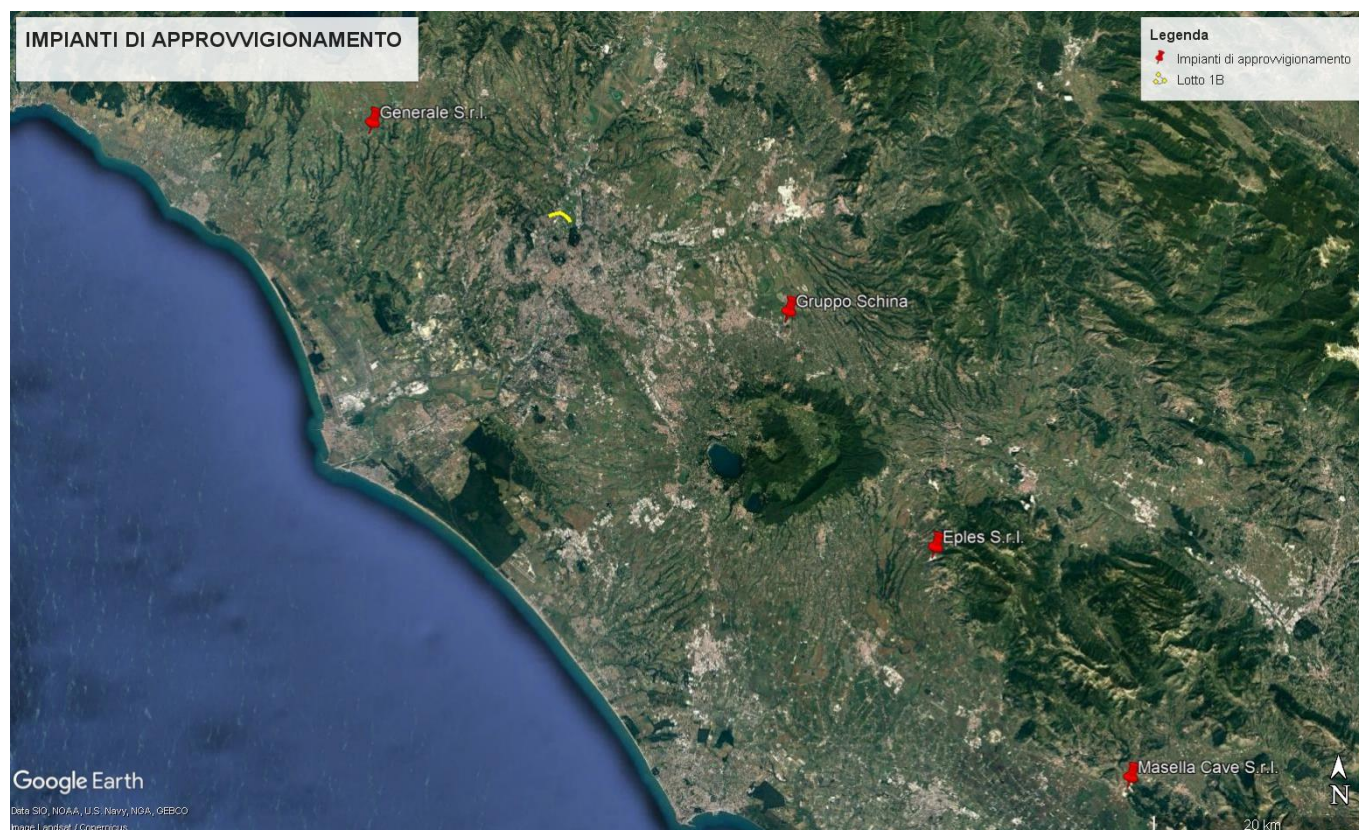 IMPIANTI DI APPROVVIGIONAMENTO
Legenda
Impianti di approvvigionamento
Lotto 1B
Generale S.r.l.
Gruppo Schina
Eples S.r.l.
Masella Cave S.r.l.
Google Earth
Data SIO, NOAA, U.S. Navy, NGA, GEBCO
Image Landsat / Copernicus
N
20 km